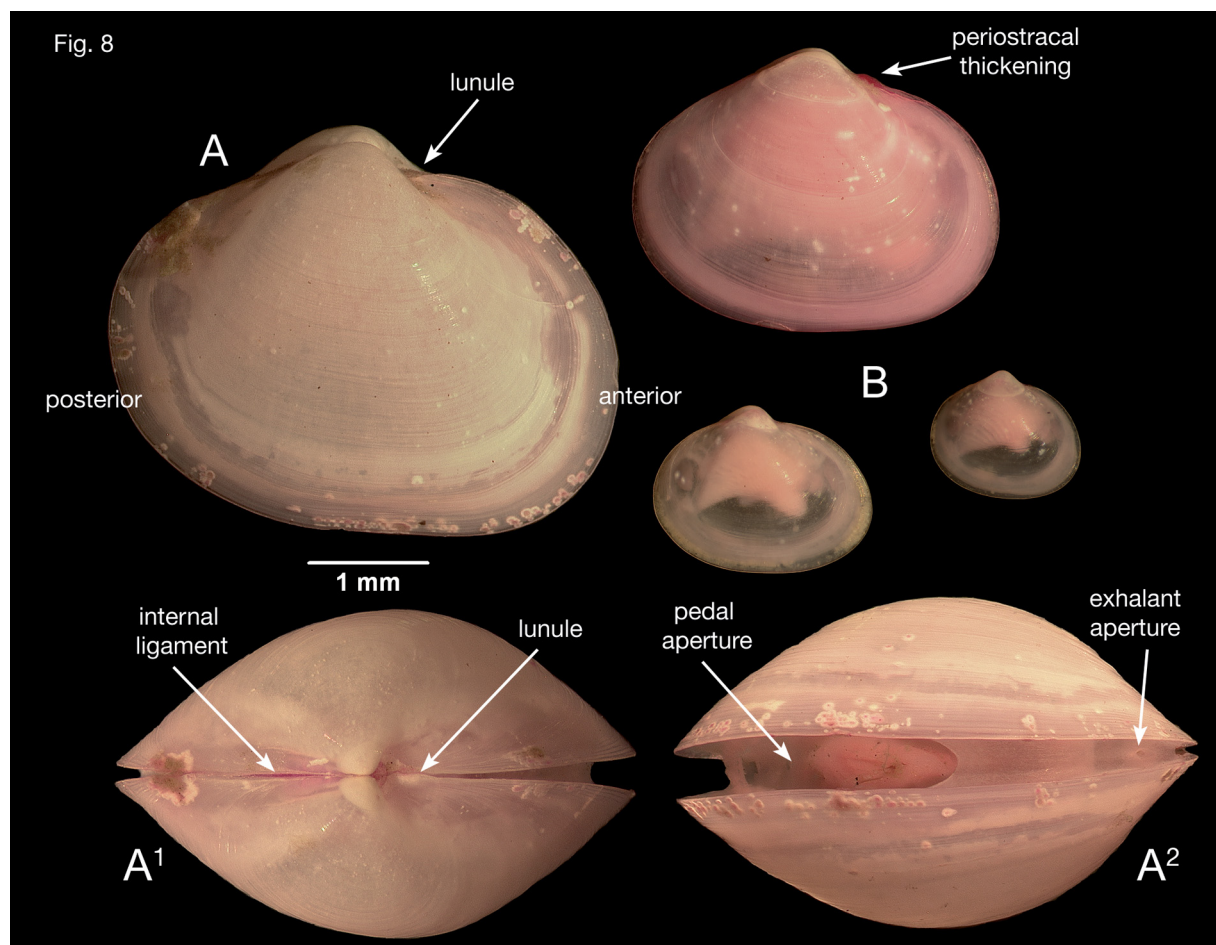 Fig. 8
periostracal
thickening
lunule
A
B
posterior
anterior
1 mm
internal
ligament
lunule
pedal
aperture
exhalant
aperture
A¹
A²